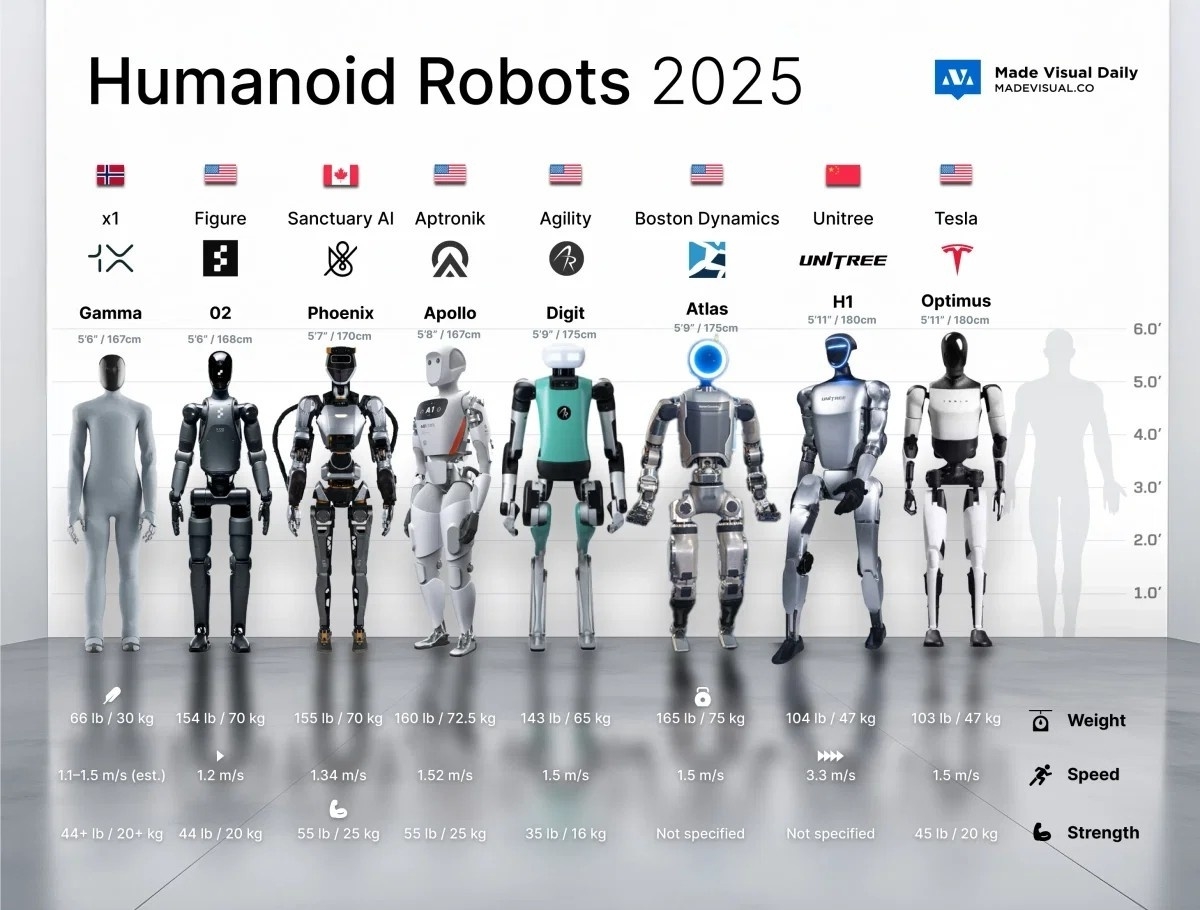 Humanoid Robots 2025
Made Visual Daily
MADEVISUAL.CO
x1 Figure Sanctuary AI Aptronik Agility Boston Dynamics Unitree Tesla
UNITREE
Gamma 02 Phoenix Apollo Digit Atlas H1 Optimus
5'6" / 167cm 5'6" / 168cm 5'7" / 170cm 5'8" / 167cm 5'9" / 175cm 5'9" / 175cm 5'11" / 180cm 5'11" / 180cm
6.0'
5.0'
A1 UNITREE TESLA
4.0'
3.0'
2.0'
1.0'
66 lb / 30 kg 154 lb / 70 kg 155 lb / 70 kg 160 lb / 72.5 kg 143 lb / 65 kg 165 lb / 75 kg 104 lb / 47 kg 103 lb / 47 kg Weight
1.1–1.5 m/s (est.) 1.2 m/s 1.34 m/s 1.52 m/s 1.5 m/s 1.5 m/s 3.3 m/s 1.5 m/s Speed
44+ lb / 20+ kg 44 lb / 20 kg 55 lb / 25 kg 55 lb / 25 kg 35 lb / 16 kg Not specified Not specified 45 lb / 20 kg Strength